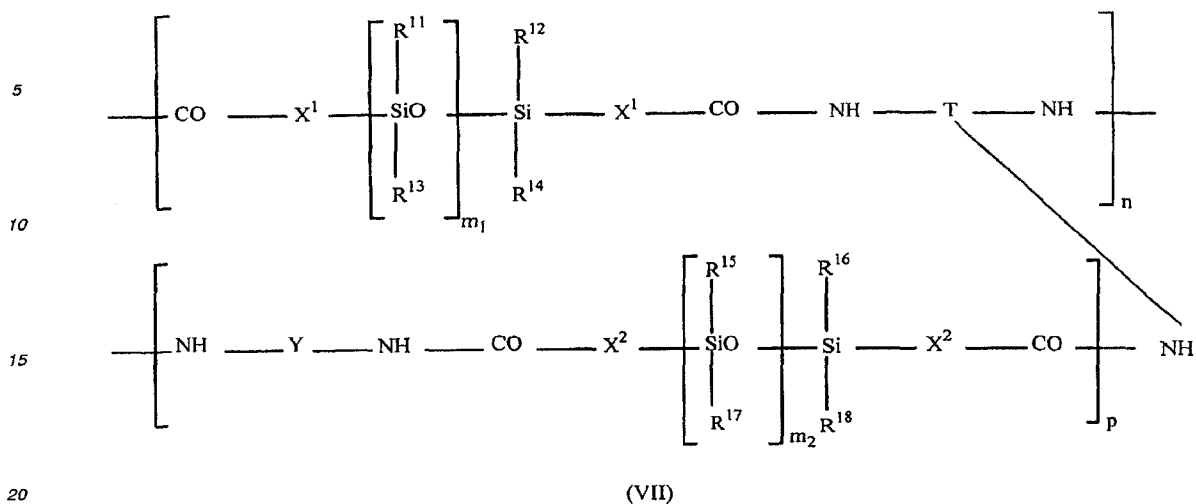 R¹¹ R¹²
5
CO X¹ SiO Si X¹ CO NH T NH
R¹³ R¹⁴
m₁ n
10
R¹⁵ R¹⁶
15 NH Y NH CO X² SiO Si X² CO NH
R¹⁷ R¹⁸
m₂ p
20 (VII)